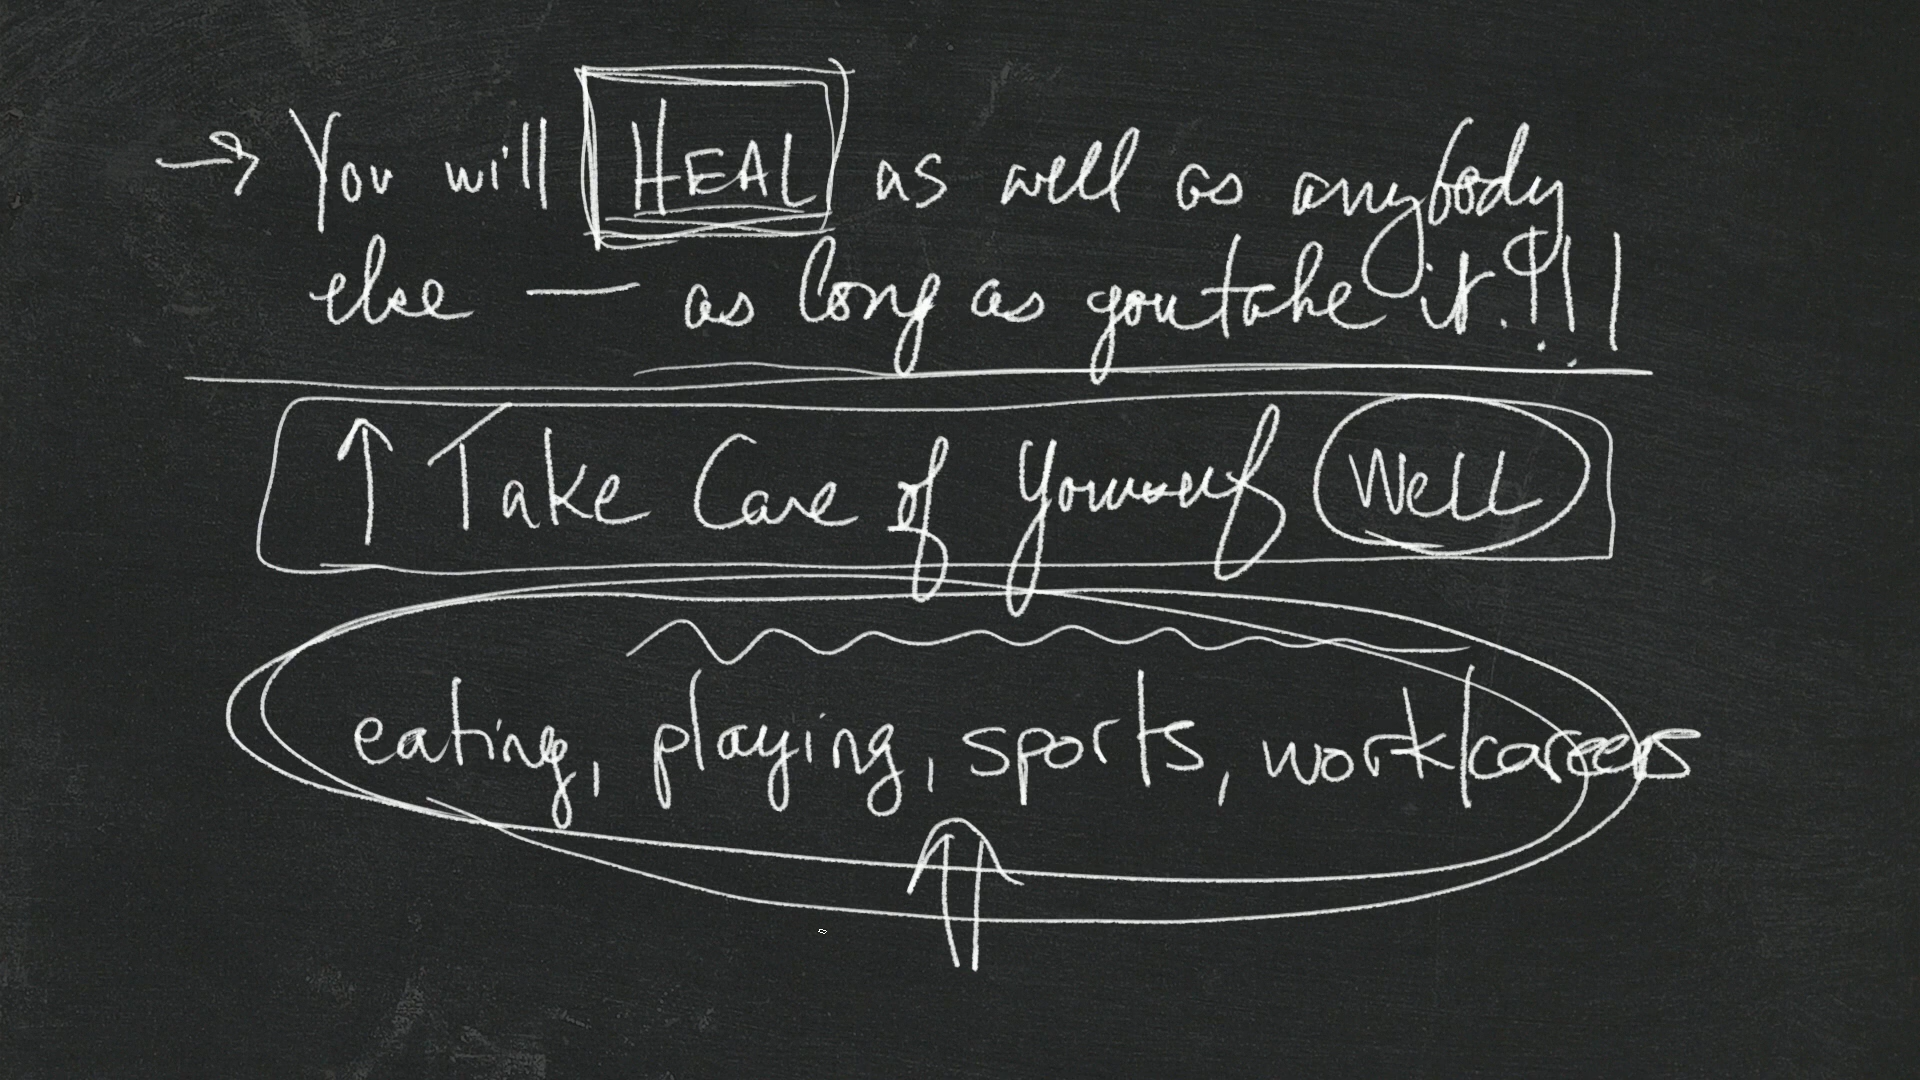 → You will HEAL as well as anybody
else — as long as you take it!!!
↑ Take Care of Yourself Well
eating, playing, sports, work/careers